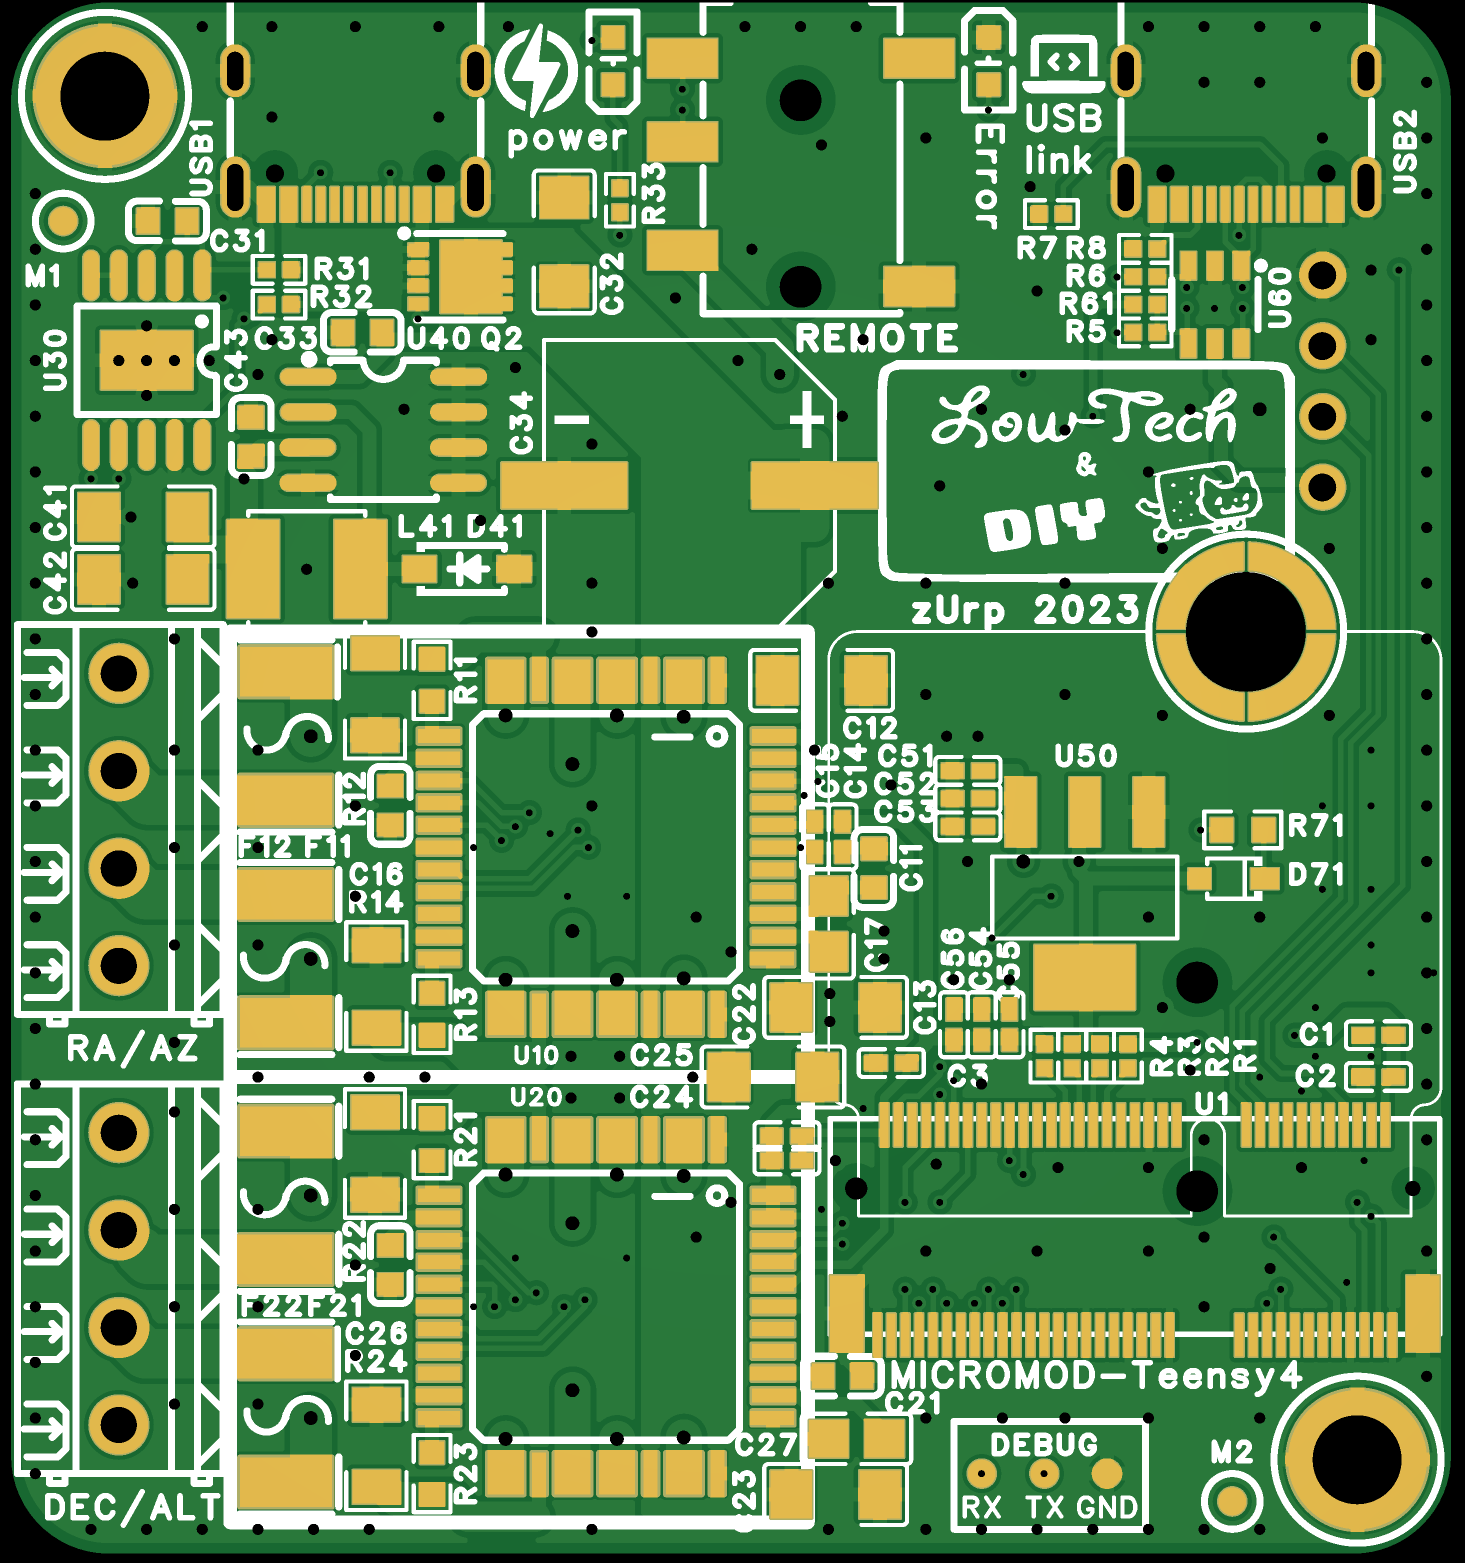 USB1
power
Error
USB
link
USB2
R33
C31
M1
R31
R32
C32
R7 R8
R6
R61
R5
U60
U30
C43
C33
U40 Q2
REMOTE
C34
-
+
Low-Tech
&
DIY
C41
L41 D41
C42
zUrp 2023
R11
C12
C14
C51
U50
C52
C53
R12
F12 F11
R71
C11
D71
C16
R14
C17
C56
C54
C55
R13
C22
C13
RA/AZ
U10
C25
C1
C3
R4
R3
R2
R1
C2
U20
C24
U1
R21
R22
F22 F21
C26
R24
MICROMOD-Teensy4
C21
C27
DEBUG
M2
R23
C23
DEC/ALT
RX TX GND